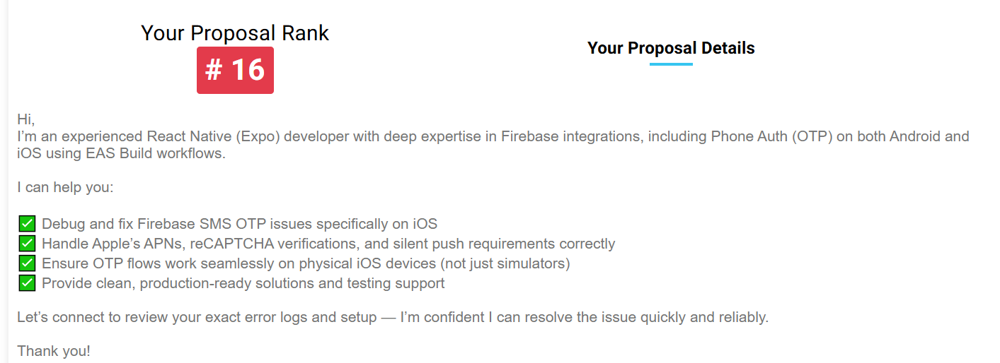 Your Proposal Rank
# 16
Your Proposal Details
Hi,
I’m an experienced React Native (Expo) developer with deep expertise in Firebase integrations, including Phone Auth (OTP) on both Android and
iOS using EAS Build workflows.
I can help you:
✅ Debug and fix Firebase SMS OTP issues specifically on iOS
✅ Handle Apple’s APNs, reCAPTCHA verifications, and silent push requirements correctly
✅ Ensure OTP flows work seamlessly on physical iOS devices (not just simulators)
✅ Provide clean, production-ready solutions and testing support
Let’s connect to review your exact error logs and setup — I’m confident I can resolve the issue quickly and reliably.
Thank you!